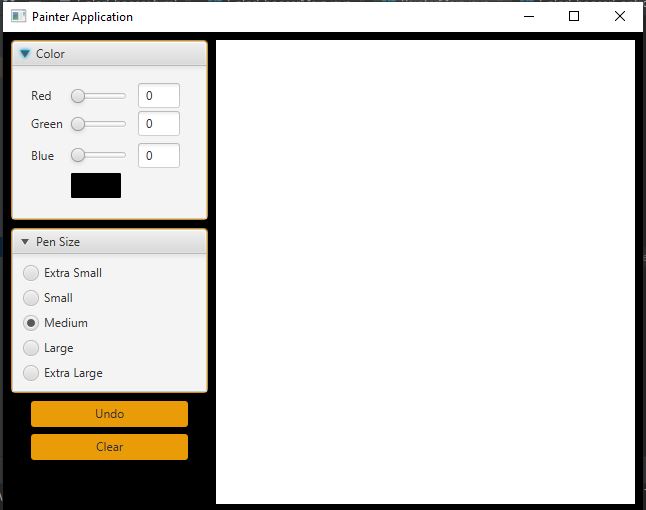 Painter Application
Color
Red 0
Green 0
Blue 0
Pen Size
Extra Small
Small
Medium
Large
Extra Large
Undo
Clear